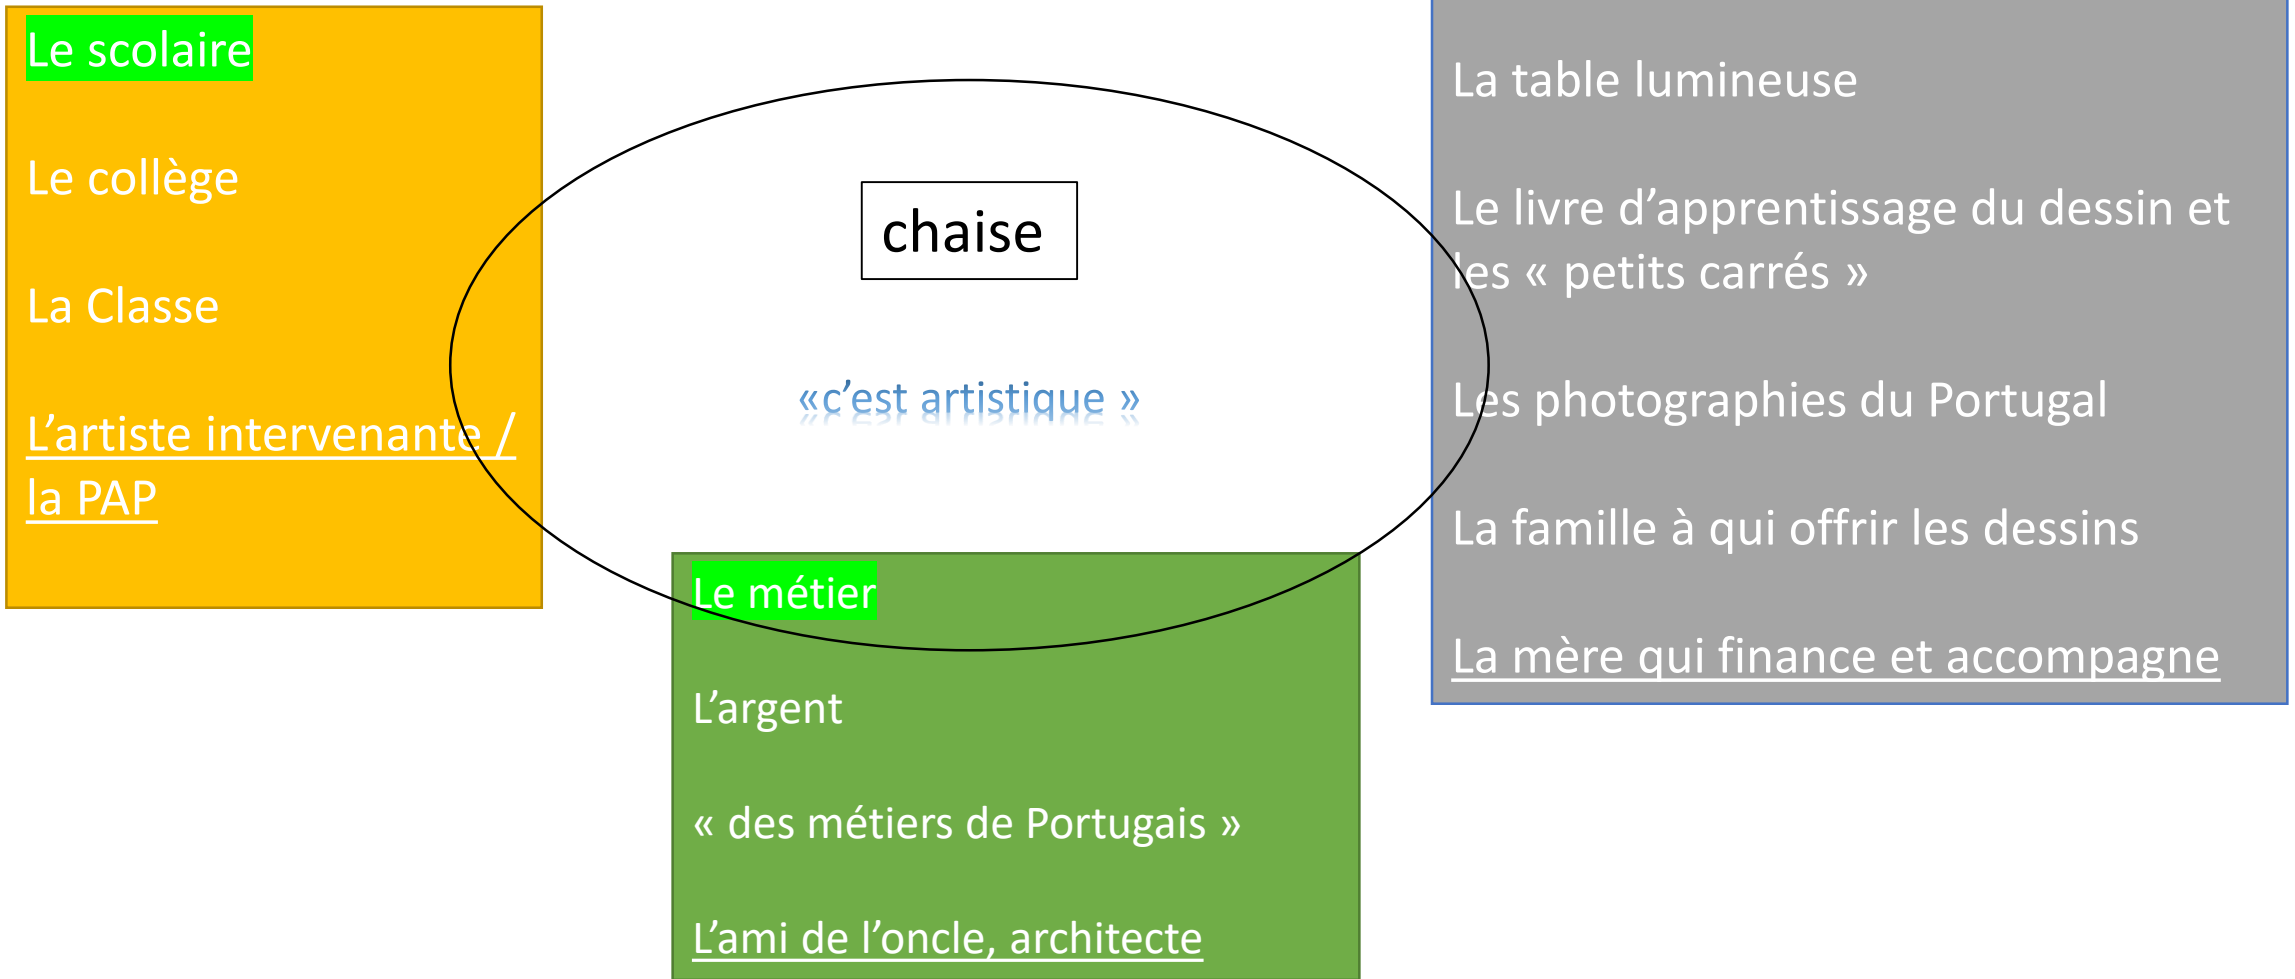 Le scolaire
Le collège
La Classe
L’artiste intervenante /
la PAP
chaise
«c’est artistique »
La table lumineuse
Le livre d’apprentissage du dessin et
les « petits carrés »
Les photographies du Portugal
La famille à qui offrir les dessins
La mère qui finance et accompagne
Le métier
L’argent
« des métiers de Portugais »
L’ami de l’oncle, architecte